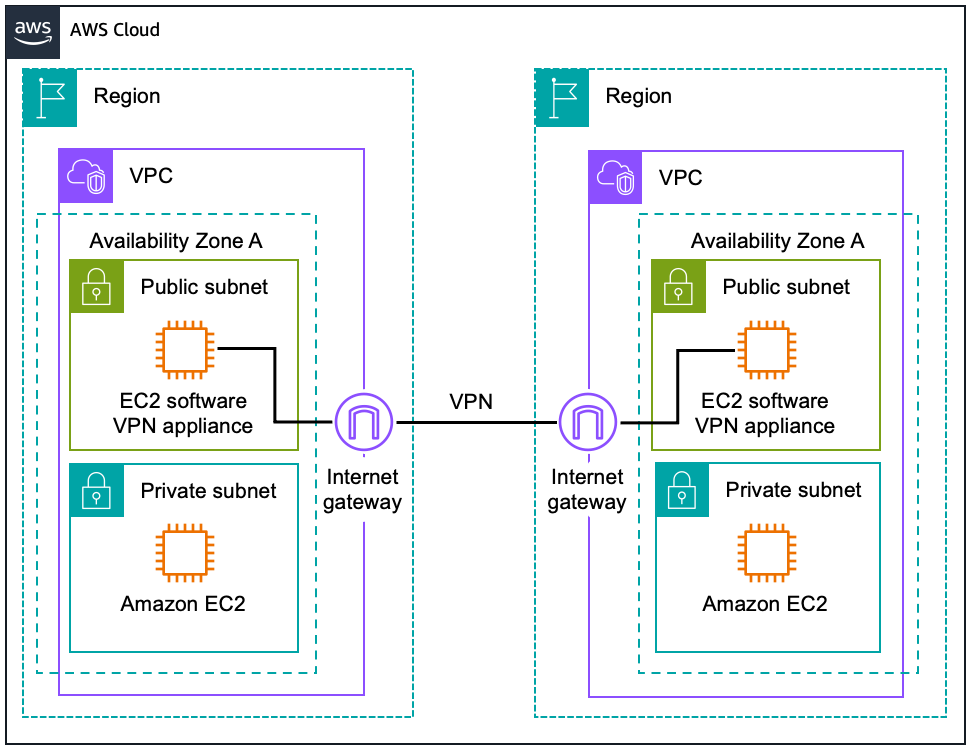 aws
AWS Cloud
Region
VPC
Availability Zone A
Public subnet
EC2 software
VPN appliance
Private subnet
Amazon EC2
Internet
gateway
VPN
Region
VPC
Availability Zone A
Public subnet
EC2 software
VPN appliance
Internet
gateway
Private subnet
Amazon EC2